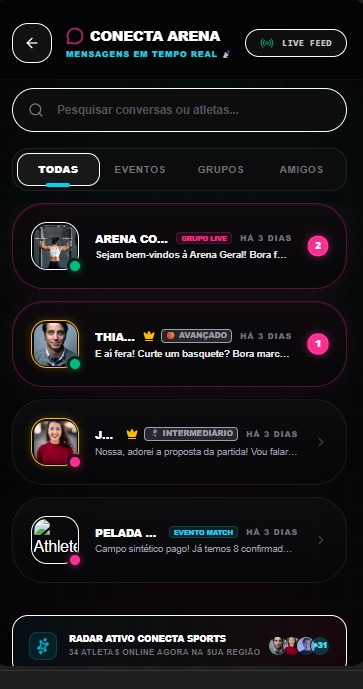 CONECTA ARENA
MENSAGENS EM TEMPO REAL
LIVE FEED
Pesquisar conversas ou atletas...
TODAS
EVENTOS
GRUPOS
AMIGOS
ARENA CO... GRUPO LIVE HÁ 3 DIAS
Sejam bem-vindos à Arena Geral! Bora f...
2
THIA... AVANÇADO HÁ 3 DIAS
E aí fera! Curte um basquete? Bora marc...
1
J... INTERMEDIÁRIO HÁ 3 DIAS
Nossa, adorei a proposta da partida! Vou falar...
Athlete
PELADA ... EVENTO MATCH HÁ 3 DIAS
Campo sintético pago! Já temos 8 confirmad...
RADAR ATIVO CONECTA SPORTS
34 ATLETAS ONLINE AGORA NA SUA REGIÃO
+31